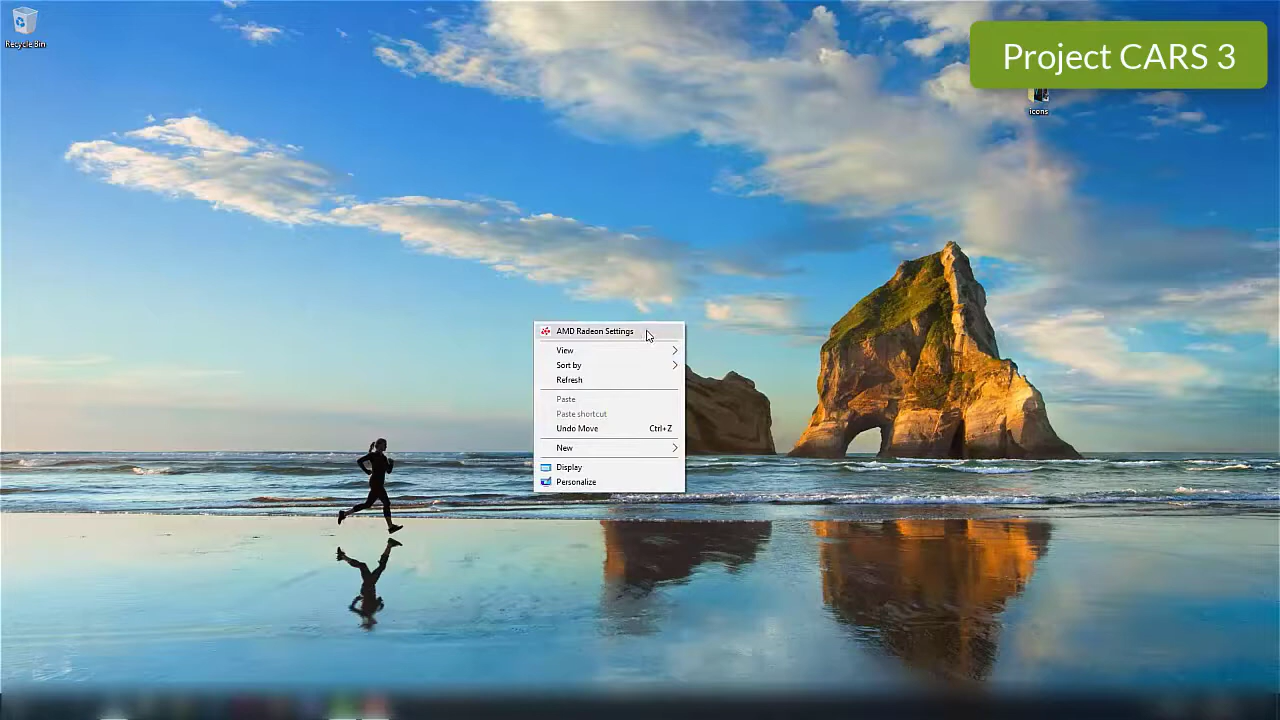 Recycle Bin
Project CARS 3
icons
AMD Radeon Settings
View
Sort by
Refresh
Paste
Paste shortcut
Undo Move Ctrl+Z
New
Display
Personalize